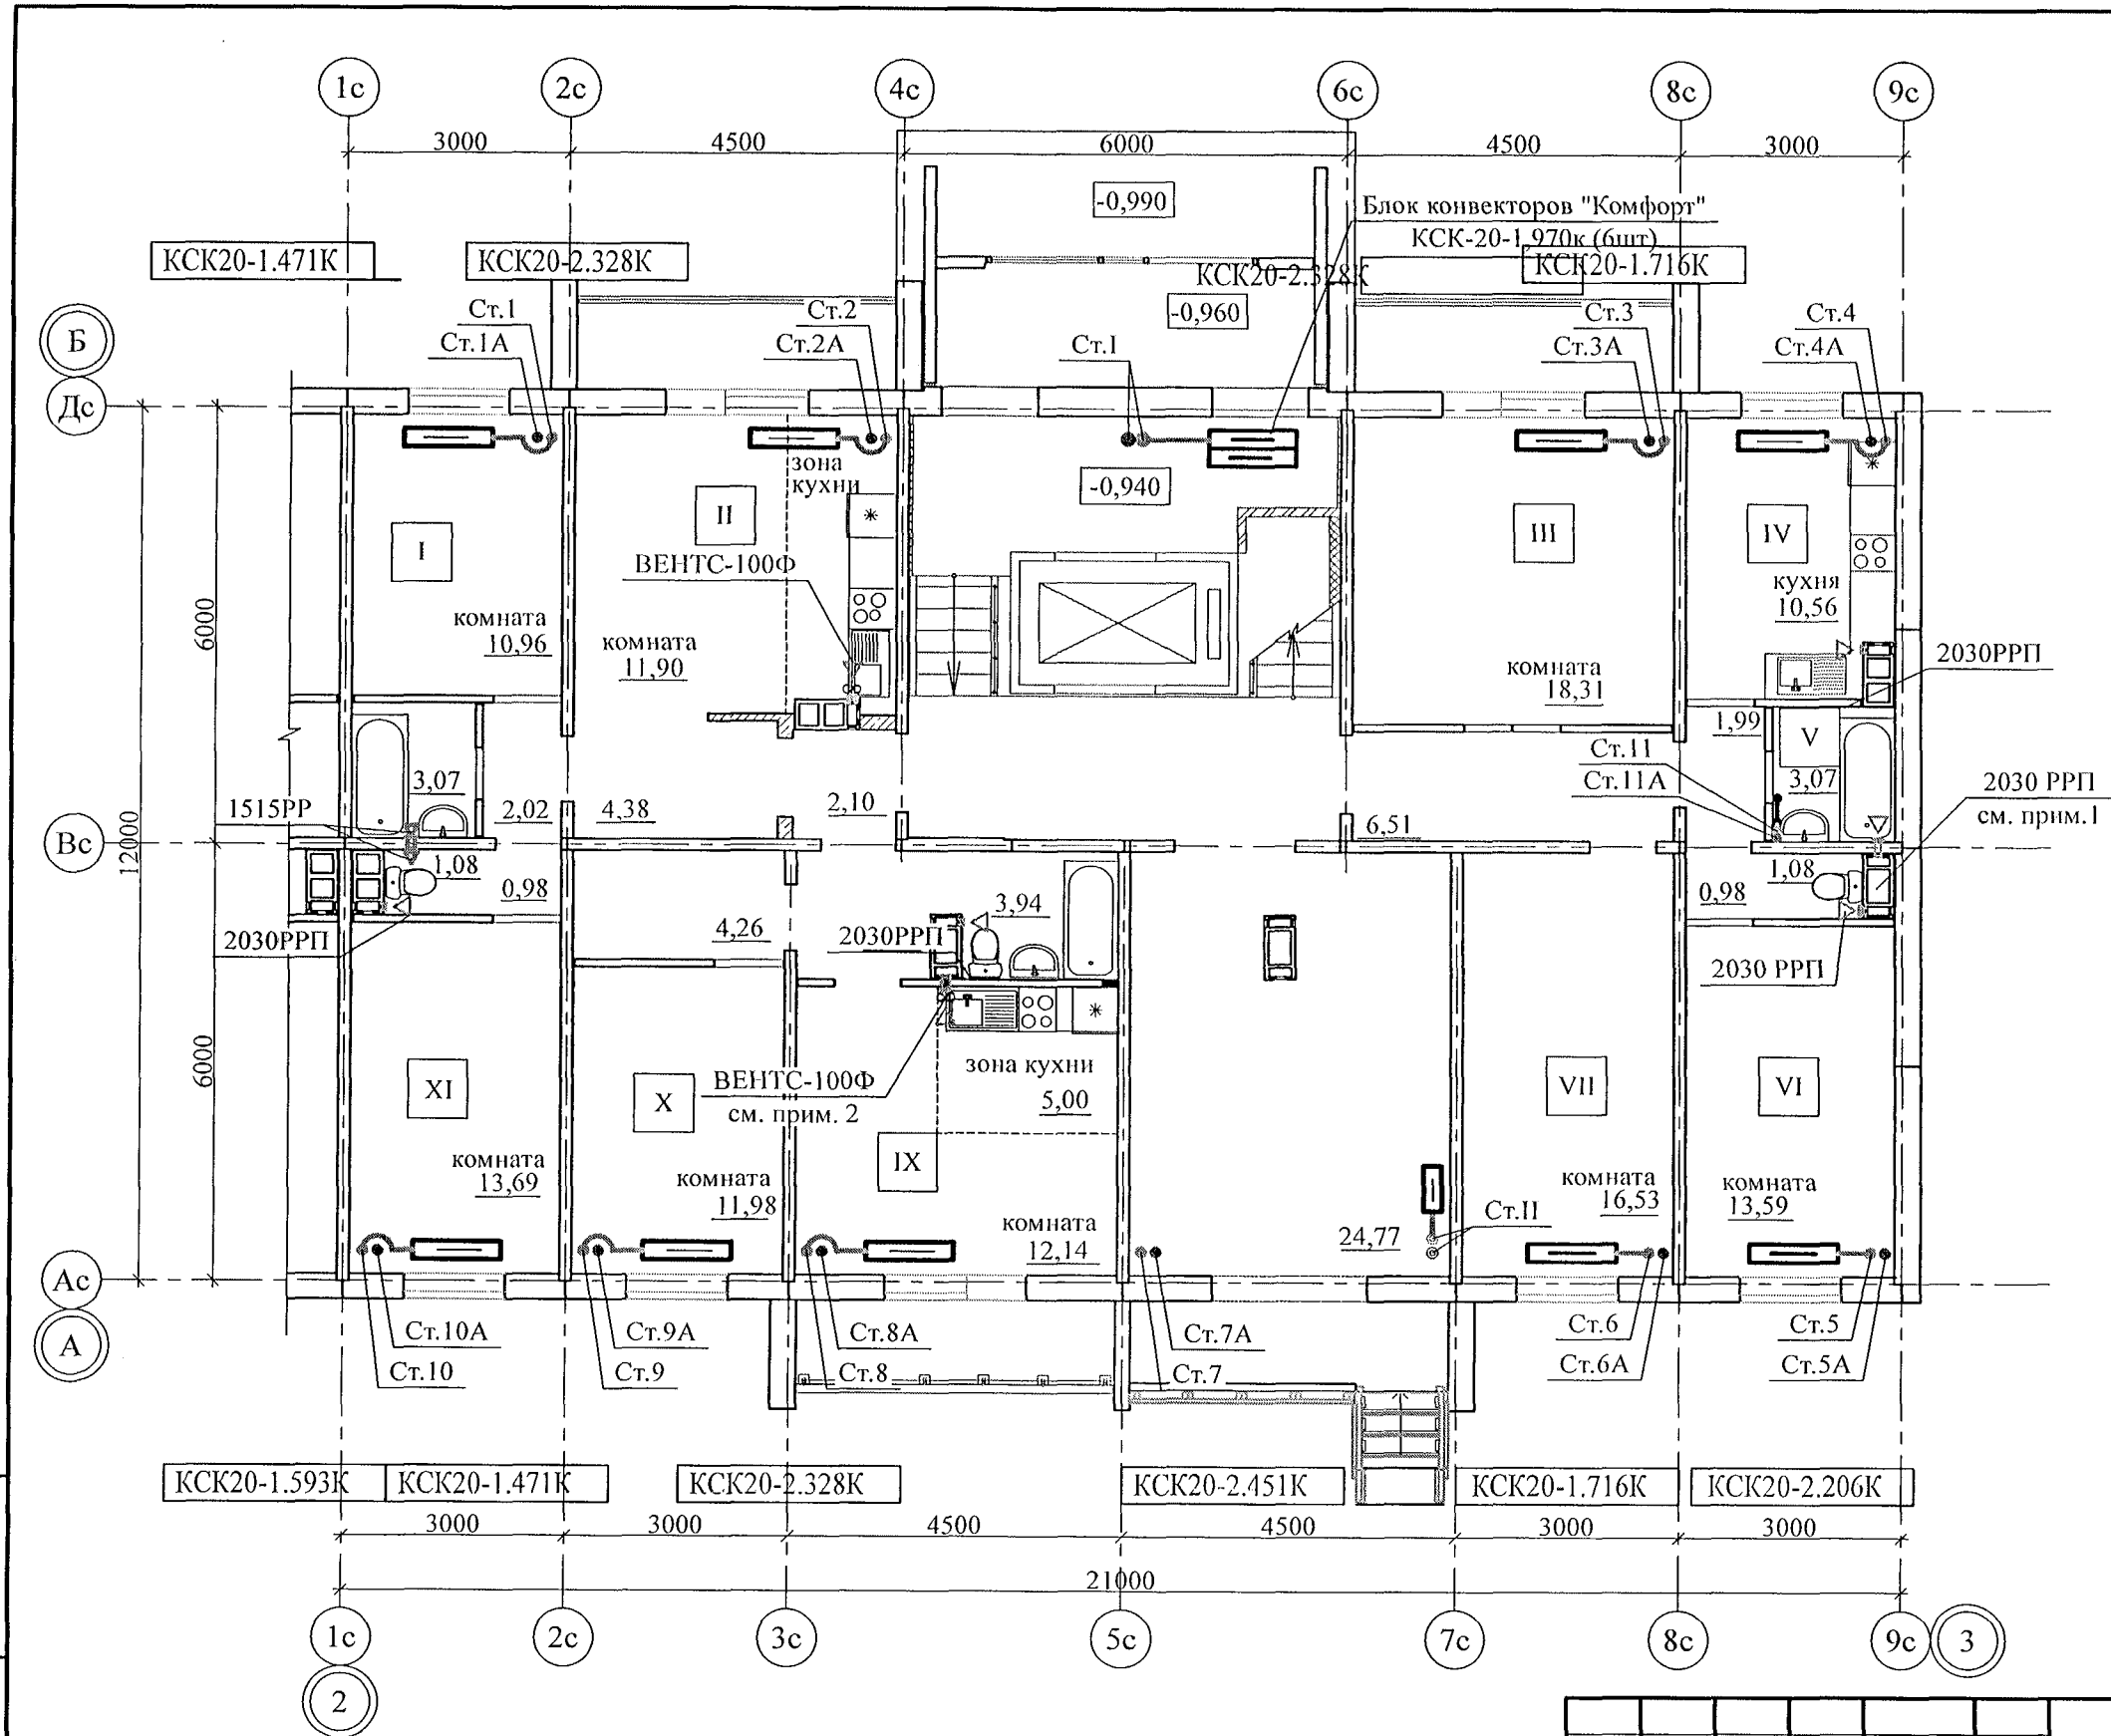 1с
2с
4с
6с
8с
9с
3000
4500
6000
4500
3000
-0,990
Блок конвекторов "Комфорт"
КСК-20-1,970к (6шт)
КСК20-1.471К
КСК20-2.328К
КСК20-2.328К
КСК20-1.716К
-0,960
Ст.1
Ст.1А
Ст.2
Ст.2А
Ст.I
Ст.3
Ст.3А
Ст.4
Ст.4А
Б
Дс
зона
кухни
-0,940
I
II
III
IV
ВЕНТС-100Ф
кухня
10,56
комната
10,96
комната
11,90
комната
18,31
2030РРП
6000
12000
1,99
V
3,07
Ст.11
Ст.11А
3,07
2030 РРП
см. прим.1
1515РР
2,02
4,38
2,10
6,51
Вс
1,08
0,98
1,08
0,98
3,94
4,26
2030РРП
2030РРП
2030 РРП
6000
зона кухни
5,00
ВЕНТС-100Ф
см. прим. 2
XI
X
IX
VII
VI
комната
13,69
комната
11,98
комната
12,14
24,77
Ст.II
комната
16,53
комната
13,59
Ас
А
Ст.10А
Ст.10
Ст.9А
Ст.9
Ст.8А
Ст.8
Ст.7А
Ст.7
Ст.6
Ст.6А
Ст.5
Ст.5А
КСК20-1.593К
КСК20-1.471К
КСК20-2.328К
КСК20-2.451К
КСК20-1.716К
КСК20-2.206К
3000
3000
4500
4500
3000
3000
21000
1с
2с
3с
5с
7с
8с
9с
3
2